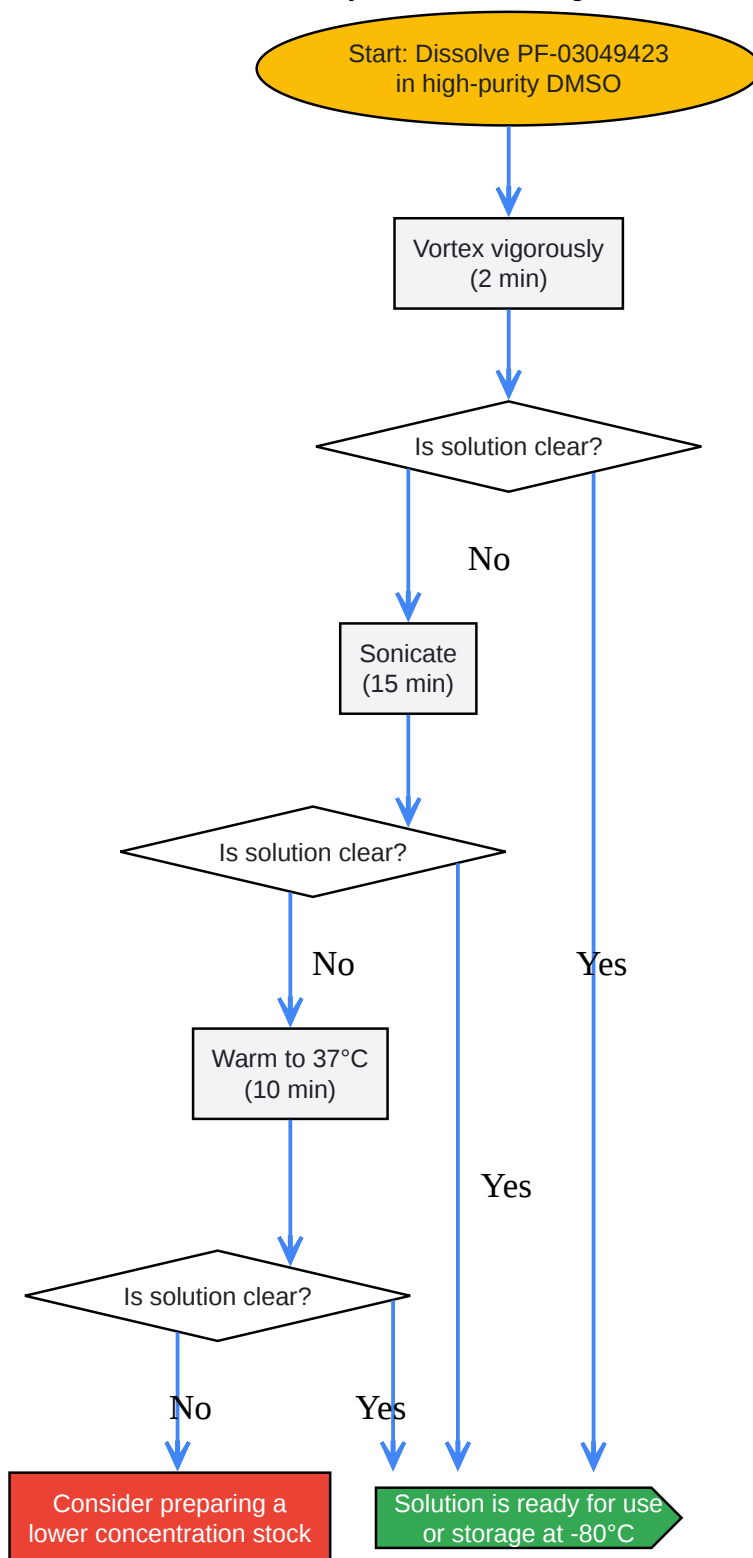 Start: Dissolve PF-03049423
in high-purity DMSO
Vortex vigorously
(2 min)
Is solution clear?
No
Sonicate
(15 min)
Is solution clear?
No
Yes
Warm to 37°C
(10 min)
Yes
Is solution clear?
No
Yes
Consider preparing a
lower concentration stock
Solution is ready for use
or storage at -80°C